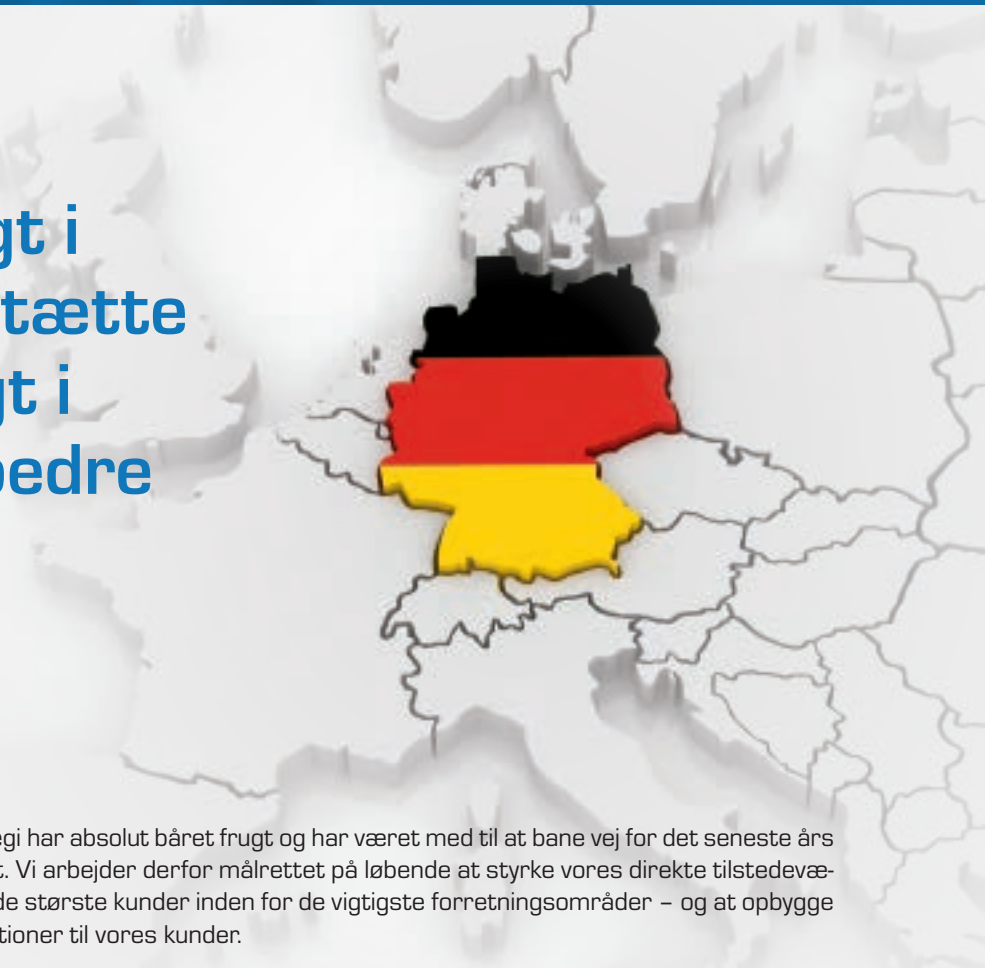 gt i
tætte
gt i
bedre
egi har absolut båret frugt og har været med til at bane vej for det seneste års
t. Vi arbejder derfor målrettet på løbende at styrke vores direkte tilstedevæ-
de største kunder inden for de vigtigste forretningsområder – og at opbygge
tioner til vores kunder.